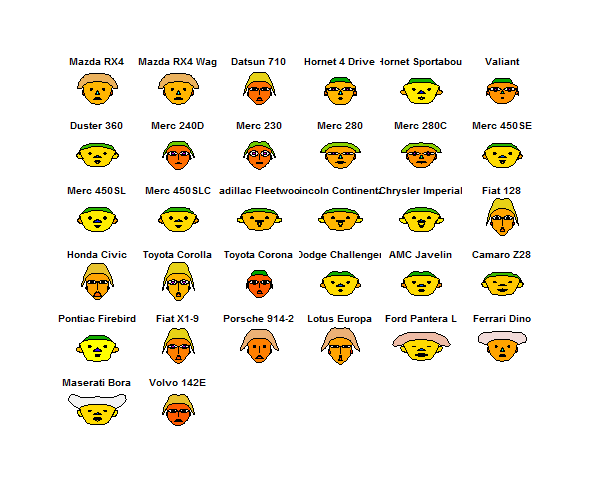 Mazda RX4 Mazda RX4 Wag Datsun 710 Hornet 4 Drive Hornet Sportabou Valiant
Duster 360 Merc 240D Merc 230 Merc 280 Merc 280C Merc 450SE
Merc 450SL Merc 450SLC adillac Fleetwoo incoln Continenta Chrysler Imperial Fiat 128
Honda Civic Toyota Corolla Toyota Corona Dodge Challenger AMC Javelin Camaro Z28
Pontiac Firebird Fiat X1-9 Porsche 914-2 Lotus Europa Ford Pantera L Ferrari Dino
Maserati Bora Volvo 142E